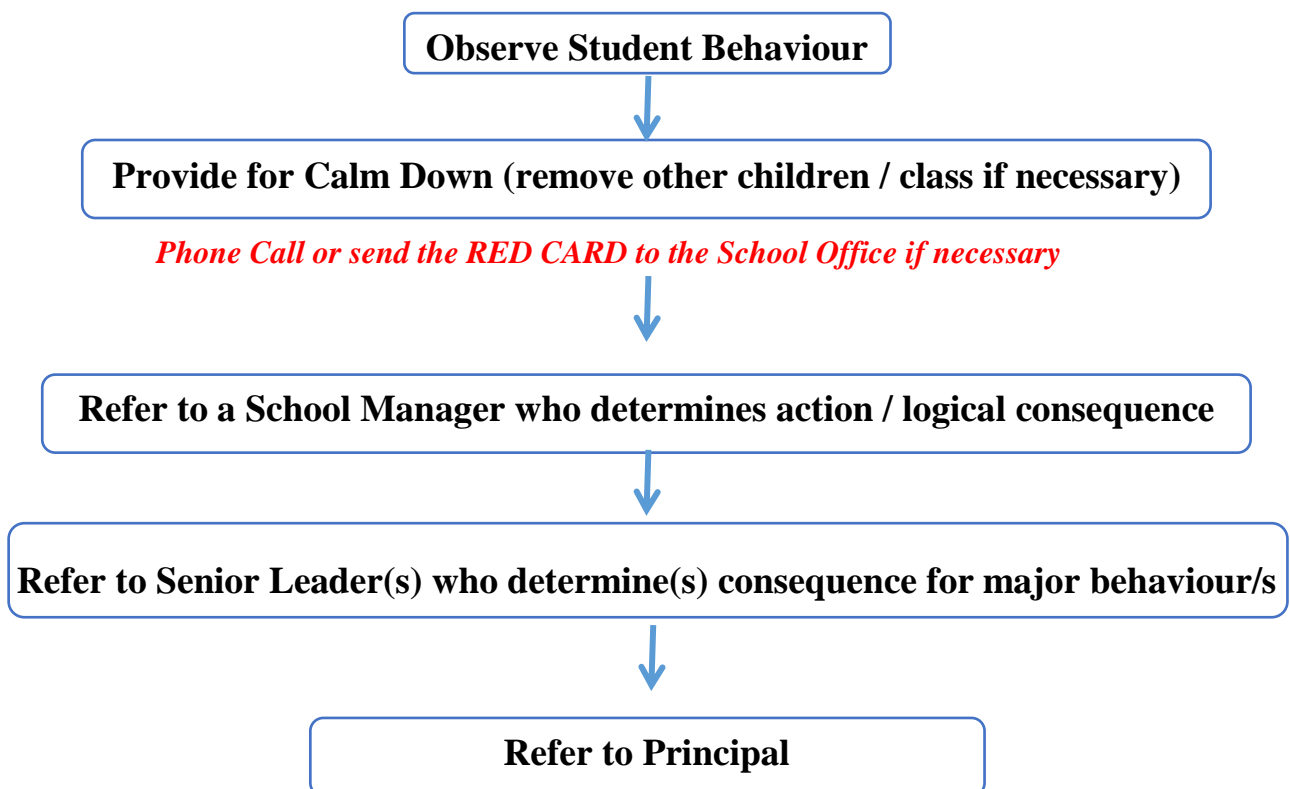 Observe Student Behaviour
Provide for Calm Down (remove other children / class if necessary)
Phone Call or send the RED CARD to the School Office if necessary
Refer to a School Manager who determines action / logical consequence
Refer to Senior Leader(s) who determine(s) consequence for major behaviour/s
Refer to Principal